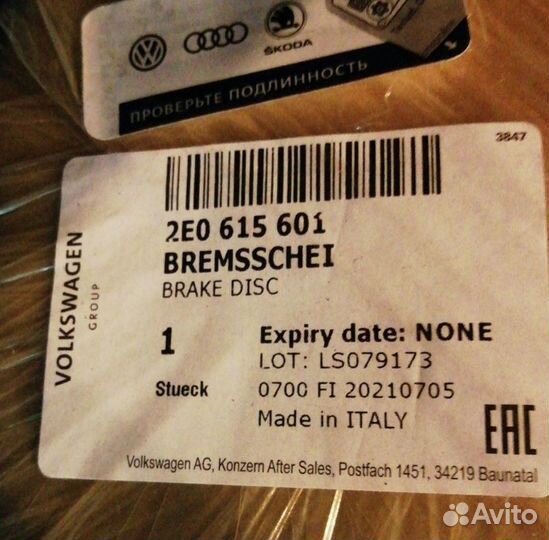 ŠKODA
ПРОВЕРЬТЕ ПОДЛИННОСТЬ
3847
VOLKSWAGEN
GROUP
2E0 615 601
BREMSSCHEI
BRAKE DISC
1
Stueck
Expiry date: NONE
LOT: LS079173
0700 FI 20210705
Made in ITALY
EAC
Volkswagen AG, Konzern After Sales, Postfach 1451, 34219 Baunatal
Avito